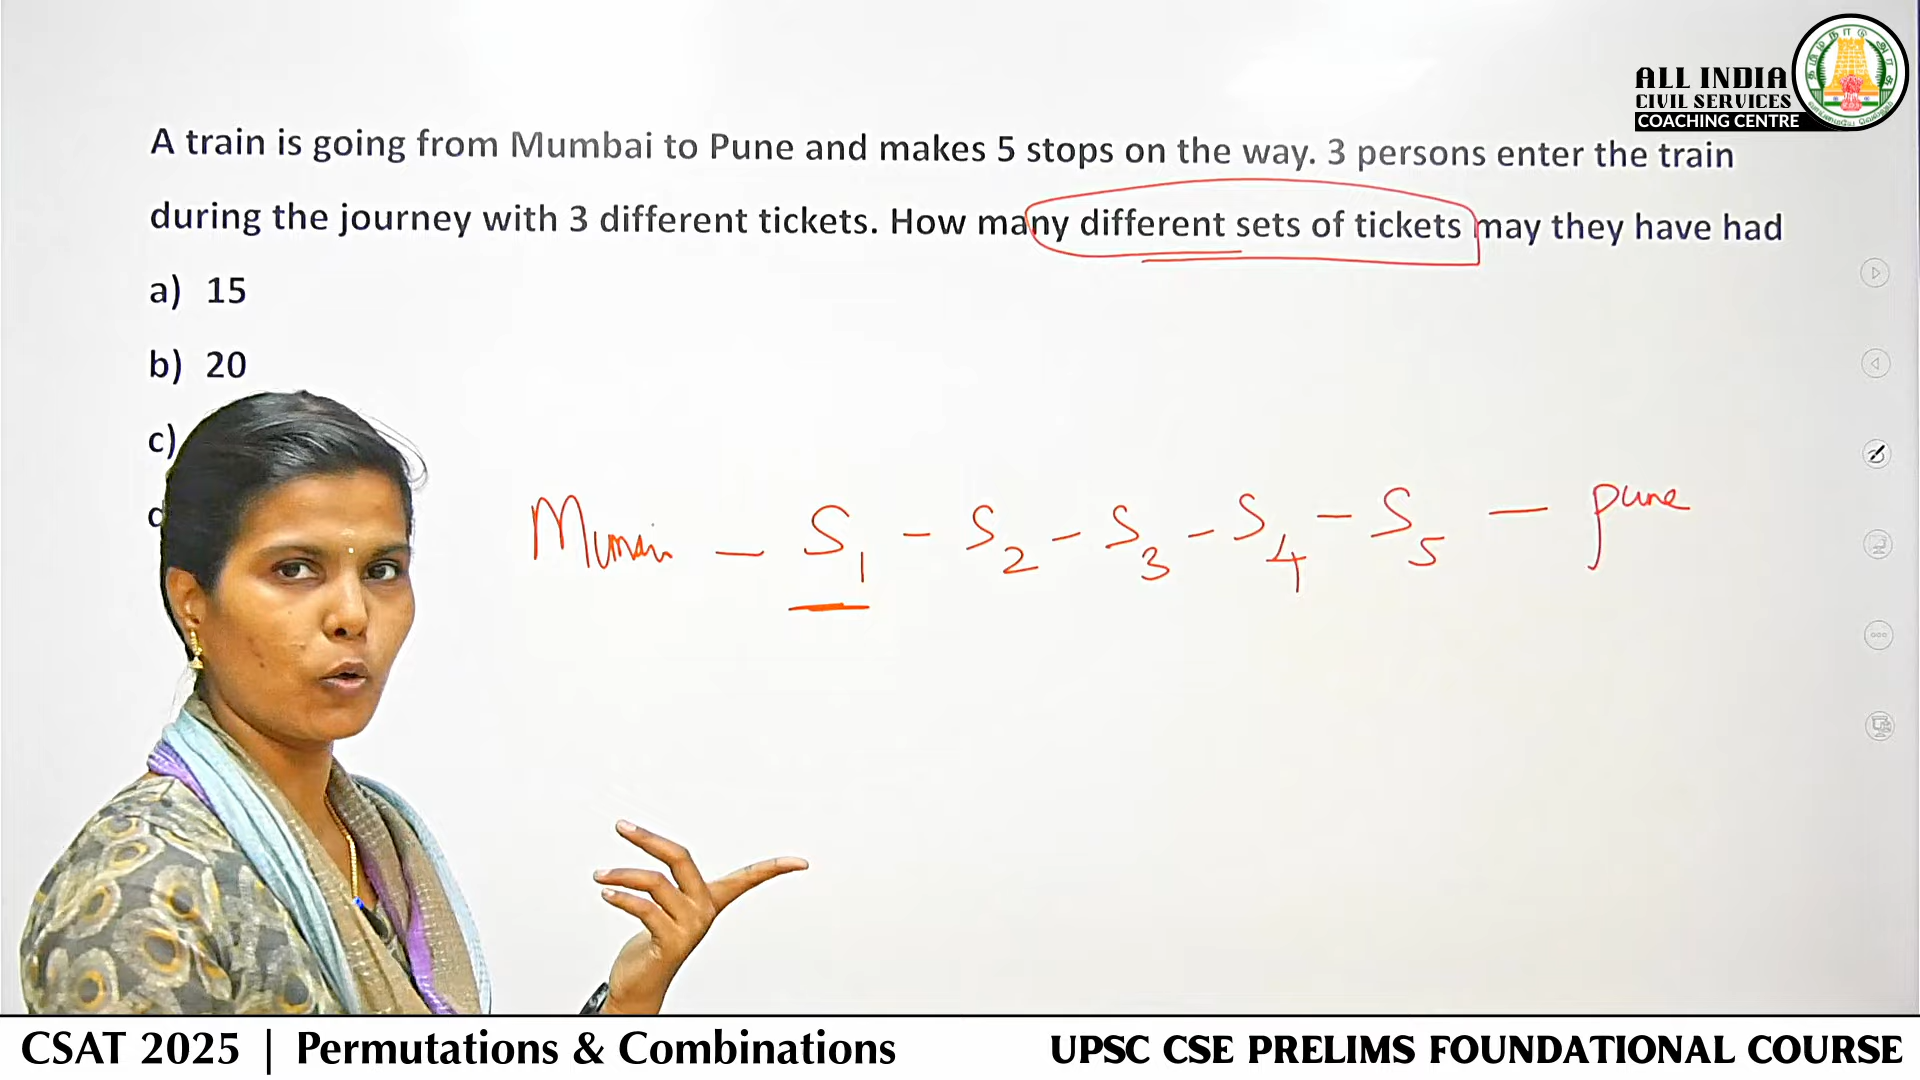 ALL INDIA
CIVIL SERVICES
COACHING CENTRE
A train is going from Mumbai to Pune and makes 5 stops on the way. 3 persons enter the train
during the journey with 3 different tickets. How many different sets of tickets may they have had
a) 15
b) 20
c)
Mumbai – S1 – S2 – S3 – S4 – S5 – pune
CSAT 2025 | Permutations & Combinations
UPSC CSE PRELIMS FOUNDATIONAL COURSE